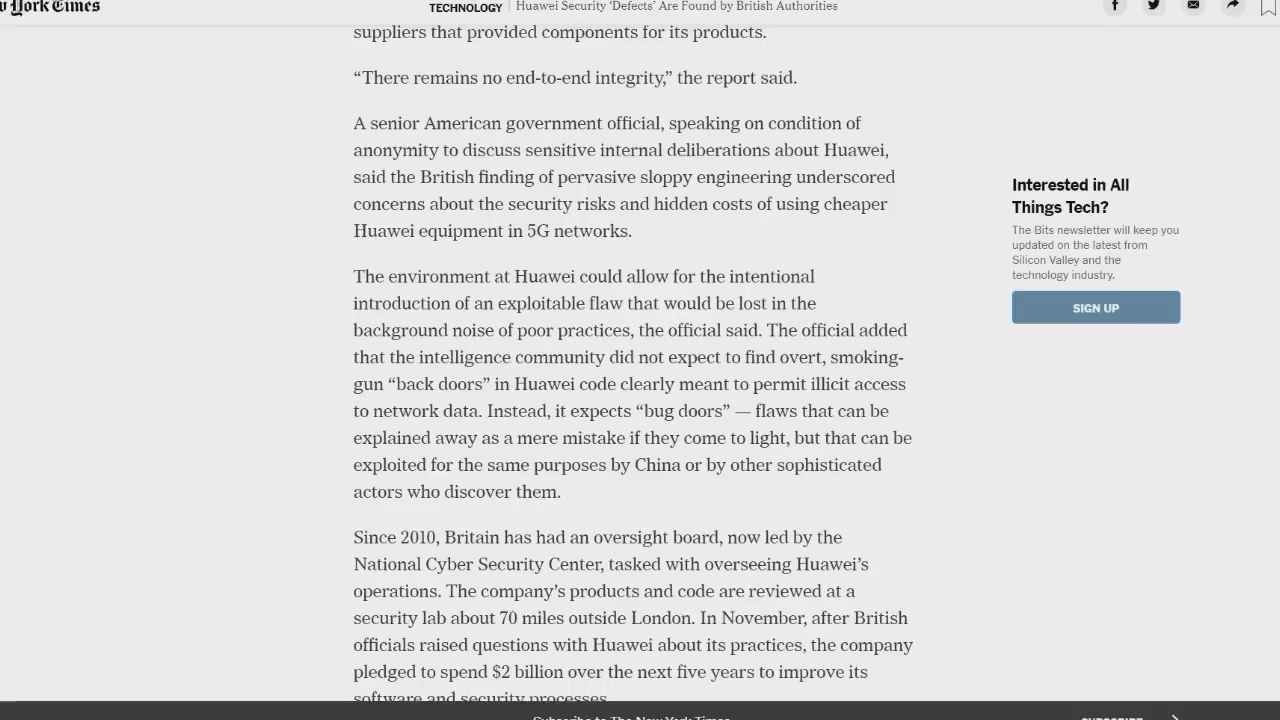 York Times
TECHNOLOGY | Huawei Security ‘Defects’ Are Found by British Authorities
suppliers that provided components for its products.
“There remains no end-to-end integrity,” the report said.
A senior American government official, speaking on condition of
anonymity to discuss sensitive internal deliberations about Huawei,
said the British finding of pervasive sloppy engineering underscored
concerns about the security risks and hidden costs of using cheaper
Huawei equipment in 5G networks.
The environment at Huawei could allow for the intentional
introduction of an exploitable flaw that would be lost in the
background noise of poor practices, the official said. The official added
that the intelligence community did not expect to find overt, smoking-
gun “back doors” in Huawei code clearly meant to permit illicit access
to network data. Instead, it expects “bug doors” — flaws that can be
explained away as a mere mistake if they come to light, but that can be
exploited for the same purposes by China or by other sophisticated
actors who discover them.
Since 2010, Britain has had an oversight board, now led by the
National Cyber Security Center, tasked with overseeing Huawei’s
operations. The company’s products and code are reviewed at a
security lab about 70 miles outside London. In November, after British
officials raised questions with Huawei about its practices, the company
pledged to spend $2 billion over the next five years to improve its
software and security processes.
Interested in All
Things Tech?
The Bits newsletter will keep you
updated on the latest from
Silicon Valley and the
technology industry.
SIGN UP
Subscribe to The New York Times
SUBSCRIBE